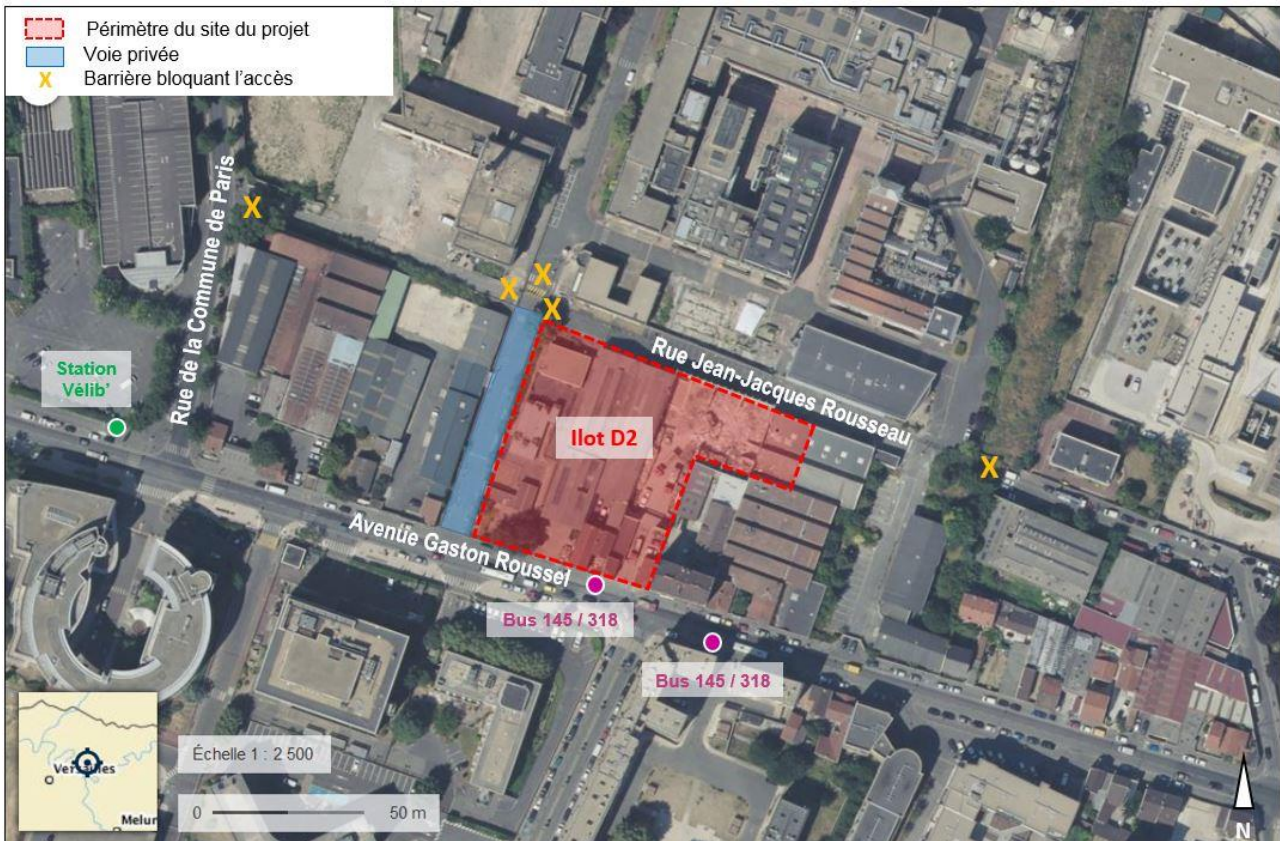 Périmètre du site du projet
Voie privée
X Barrière bloquant l'accès
Rue de la Commune de Paris
X
X
X
X
Station
Vélib'
Rue Jean-Jacques Rousseau
Ilot D2
X
Avenue Gaston Roussel
Bus 145 / 318
Bus 145 / 318
Versailles
Melun
Échelle 1 : 2 500
0 50 m
N